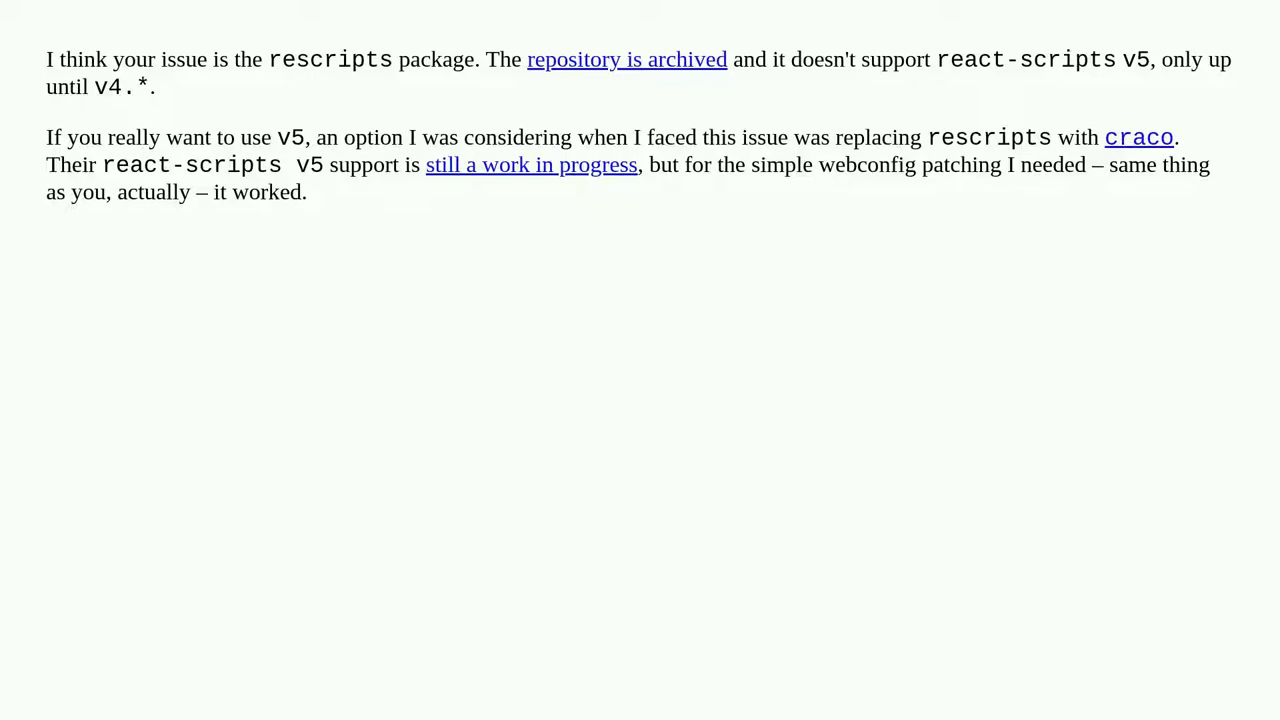 I think your issue is the rescripts package. The repository is archived and it doesn't support react-scripts v5, only up
until v4.*.
If you really want to use v5, an option I was considering when I faced this issue was replacing rescripts with craco.
Their react-scripts v5 support is still a work in progress, but for the simple webconfig patching I needed – same thing
as you, actually – it worked.